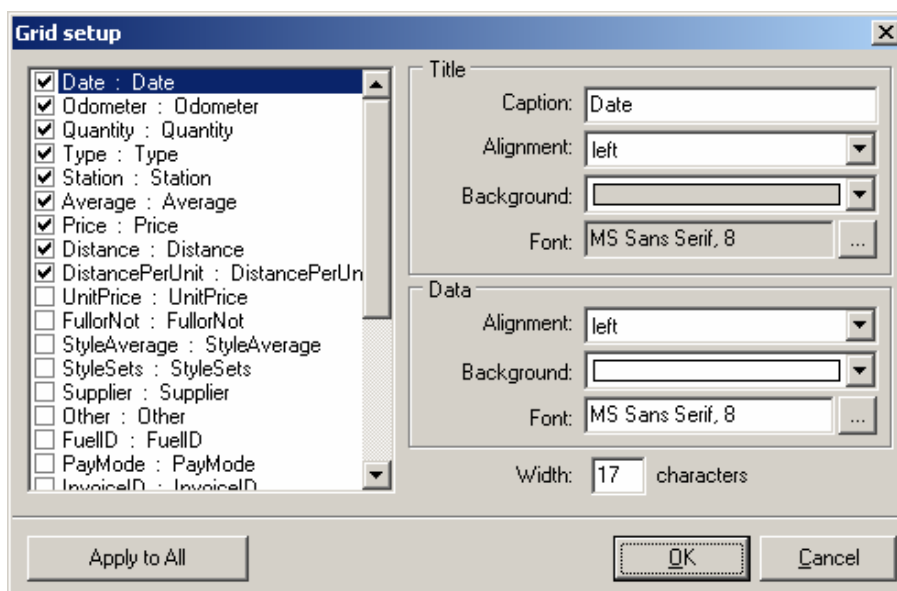 Grid setup
Date : Date
Odometer : Odometer
Quantity : Quantity
Type : Type
Station : Station
Average : Average
Price : Price
Distance : Distance
DistancePerUnit : DistancePerUn
UnitPrice : UnitPrice
FullorNot : FullorNot
StyleAverage : StyleAverage
StyleSets : StyleSets
Supplier : Supplier
Other : Other
FuelID : FuelID
PayMode : PayMode
InvoiceID : InvoiceID
Title
Caption: Date
Alignment: left
Background:
Font: MS Sans Serif, 8 ...
Data
Alignment: left
Background:
Font: MS Sans Serif, 8 ...
Width: 17 characters
Apply to All
OK
Cancel